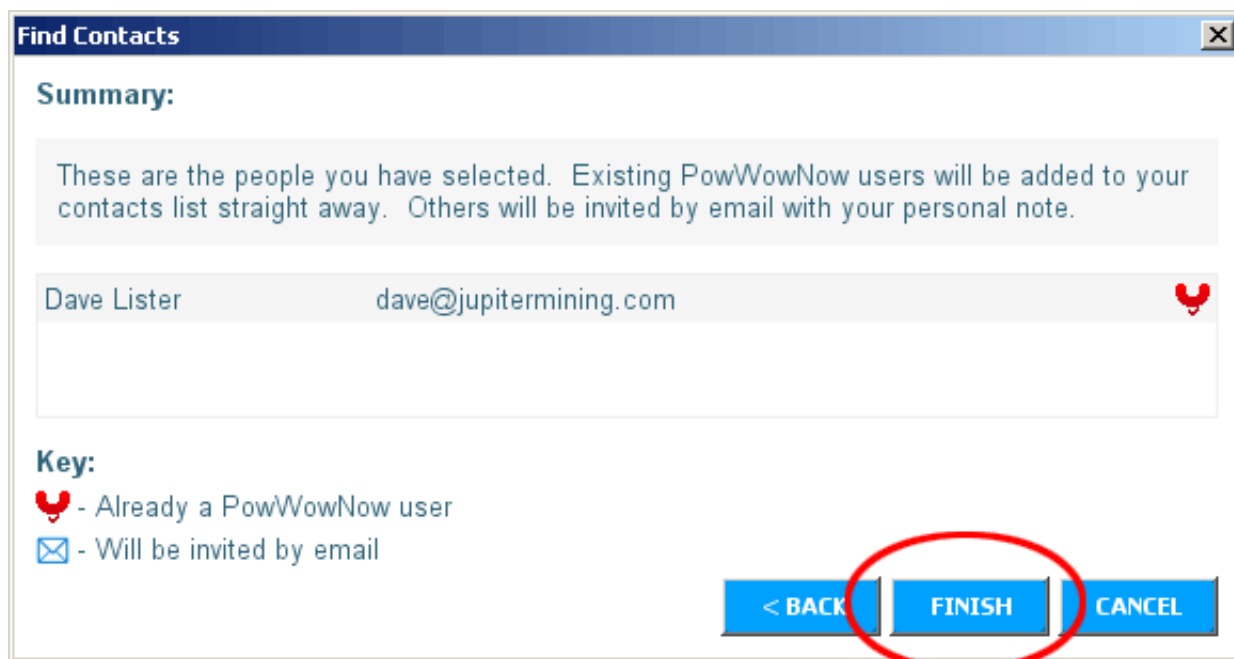 Find Contacts
Summary:
These are the people you have selected. Existing PowWowNow users will be added to your
contacts list straight away. Others will be invited by email with your personal note.
Dave Lister dave@jupitermining.com
Key:
- Already a PowWowNow user
- Will be invited by email
< BACK FINISH CANCEL